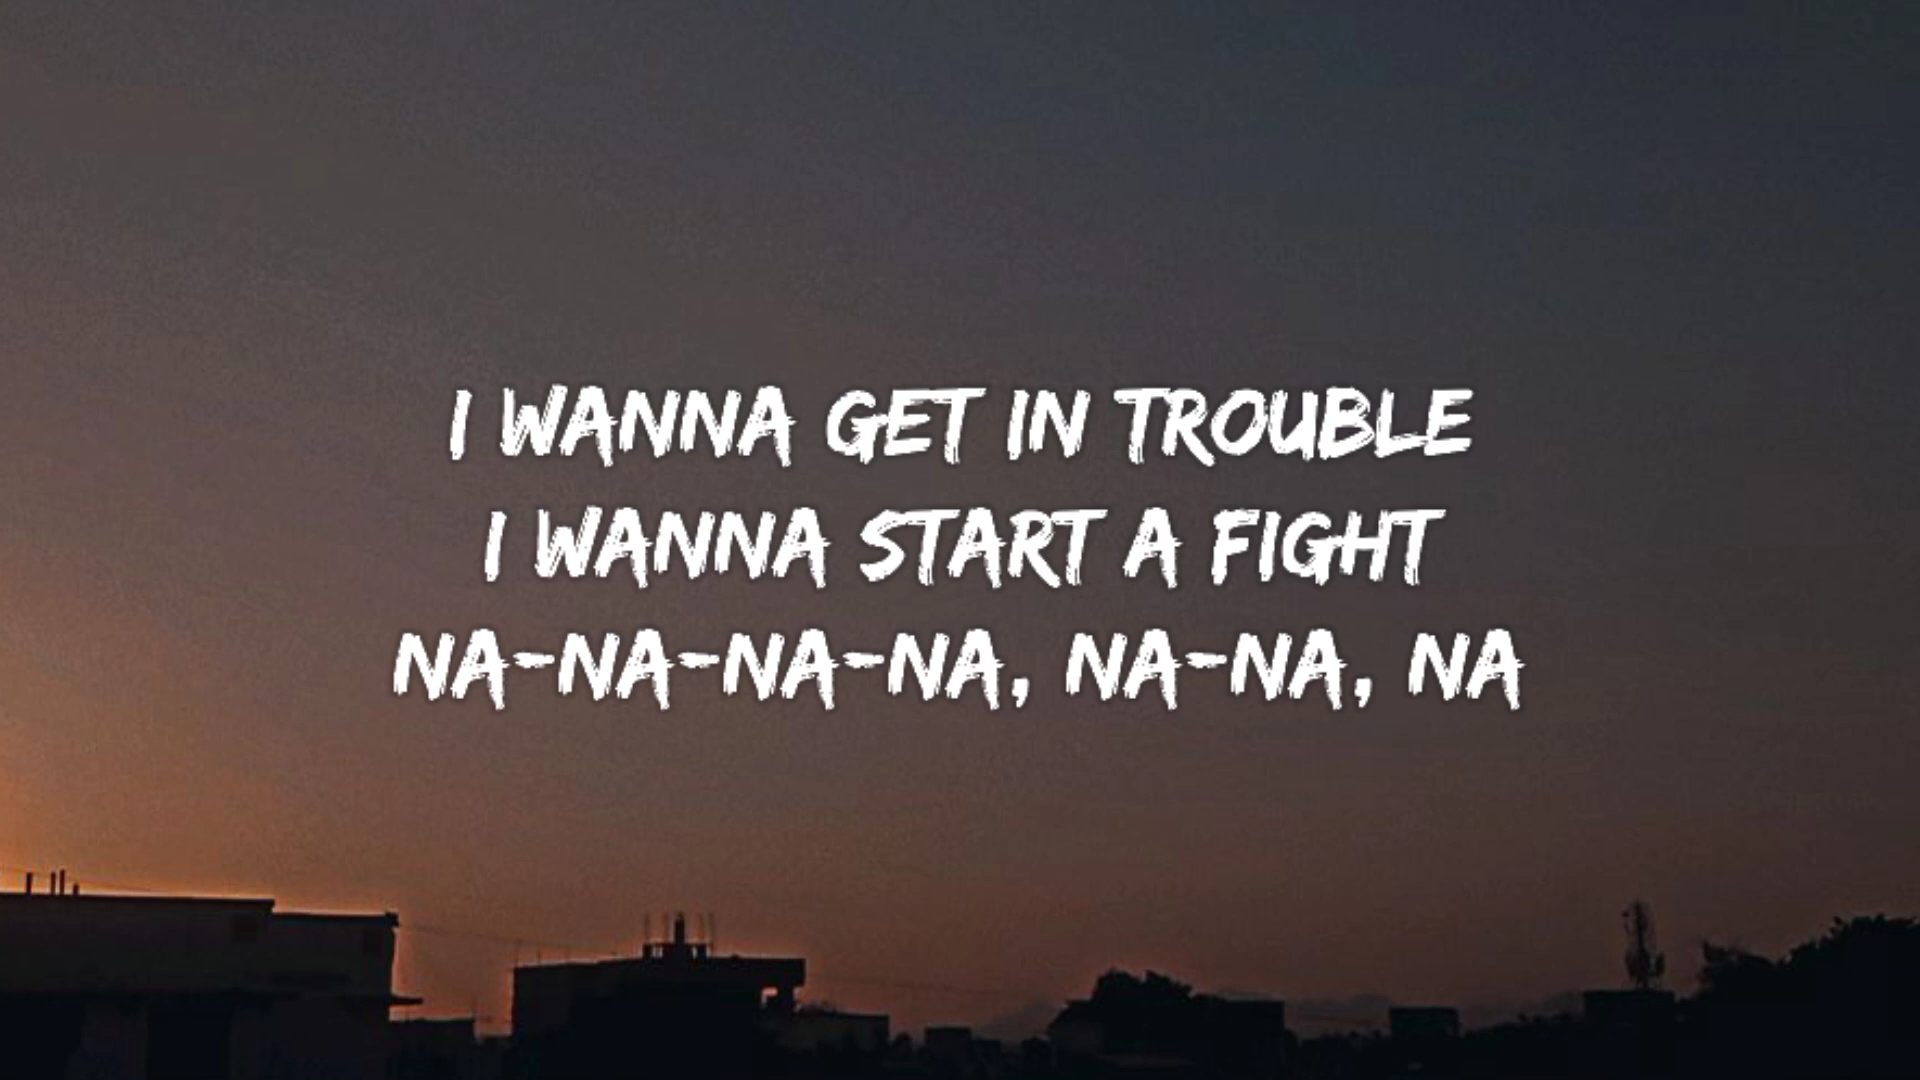 I WANNA GET IN TROUBLE
I WANNA START A FIGHT
NA-NA-NA-NA, NA-NA, NA